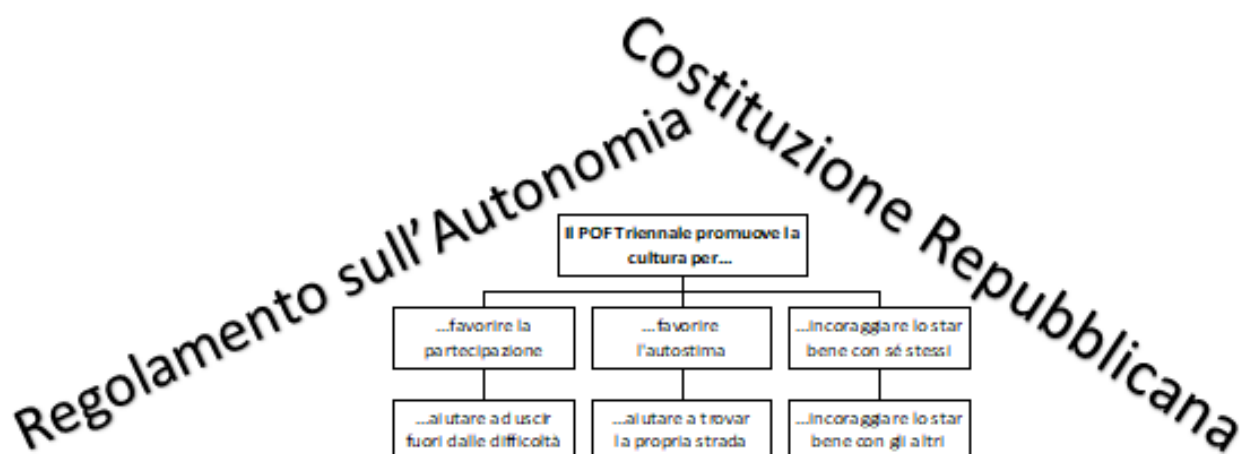 Regolamento sull'Autonomia
Costituzione Repubblicana
Il POF Triennale promuove la
cultura per...
...favorire la
partecipazione
...favorire
l'autostima
...incoraggiare lo star
bene con sé stessi
...aiutare ad uscir
fuori dalle difficoltà
...aiutare a trovar
la propria strada
...incoraggiare lo star
bene con gli altri